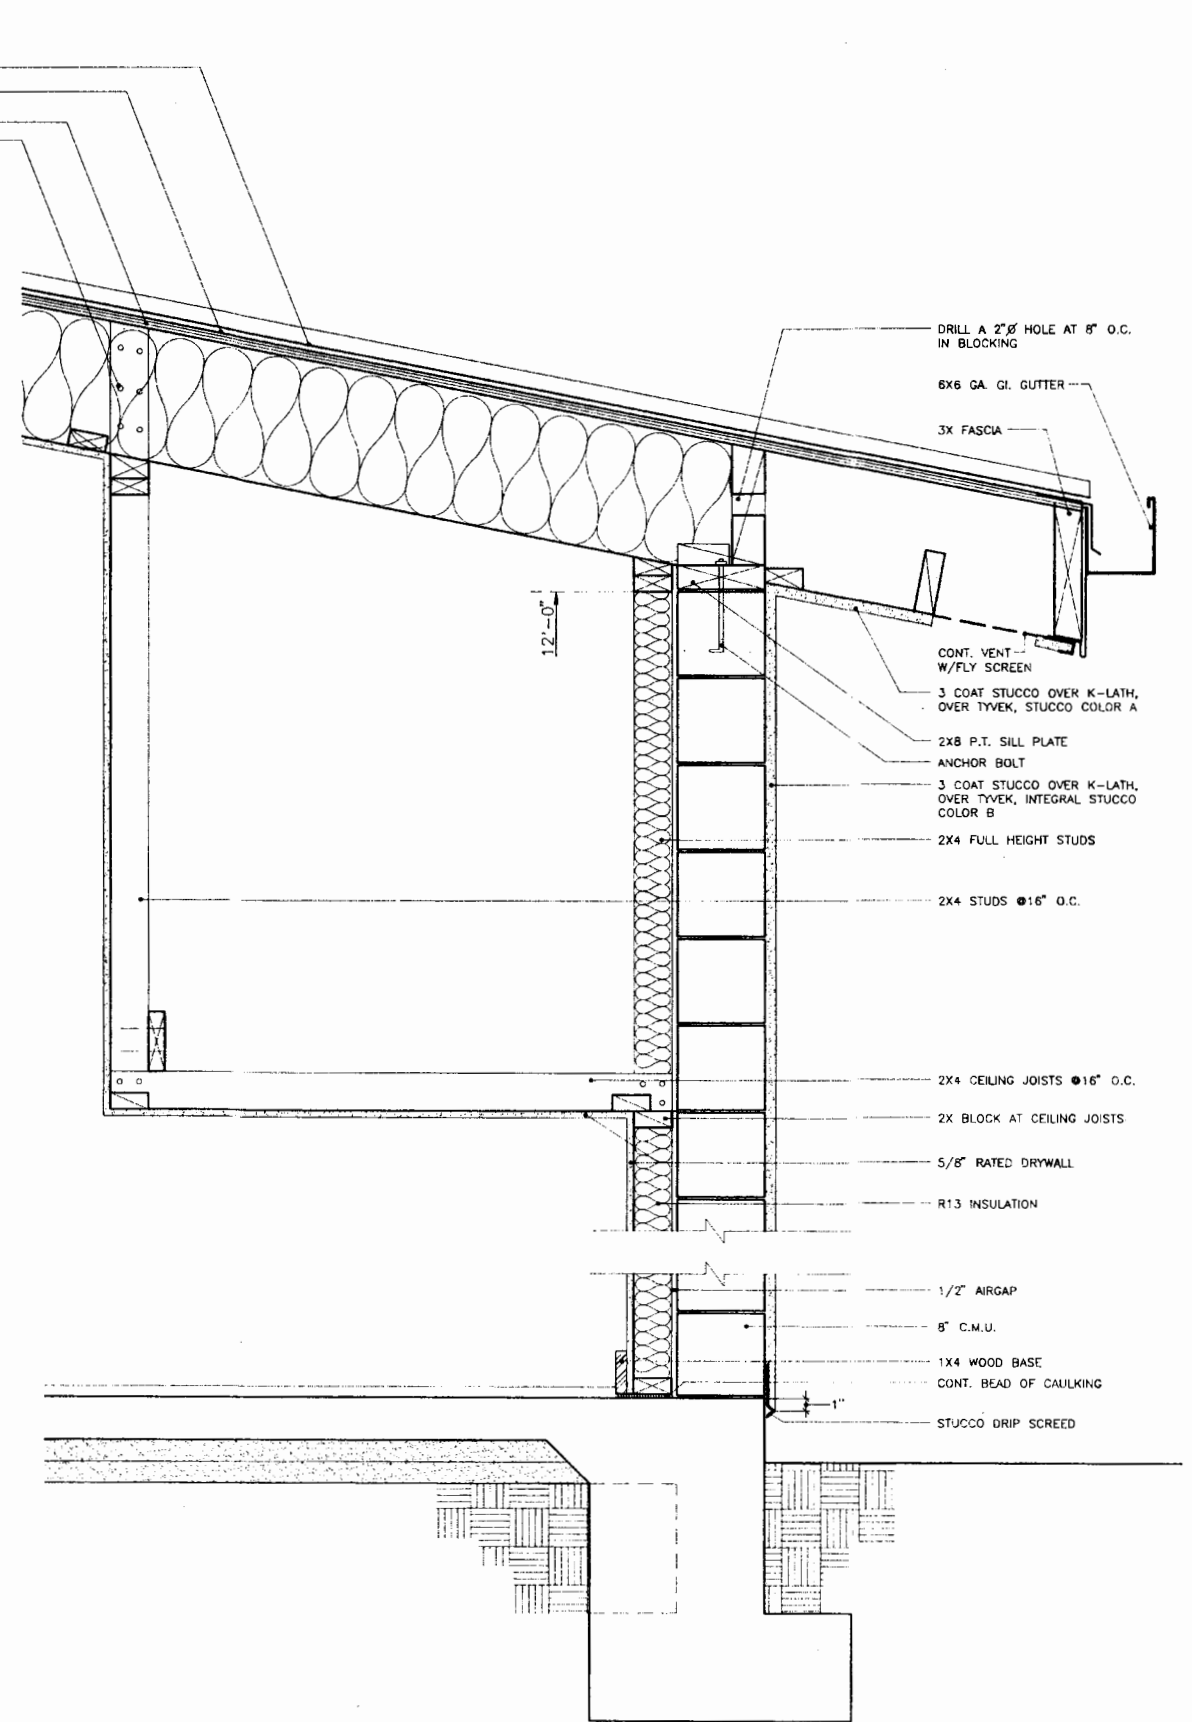 DRILL A 2"Ø HOLE AT 8" O.C.
IN BLOCKING
6X6 GA. GI. GUTTER
3X FASCIA
12'-0"
CONT. VENT
W/FLY SCREEN
3 COAT STUCCO OVER K-LATH,
OVER TYVEK, STUCCO COLOR A
2X8 P.T. SILL PLATE
ANCHOR BOLT
3 COAT STUCCO OVER K-LATH,
OVER TYVEK, INTEGRAL STUCCO
COLOR B
2X4 FULL HEIGHT STUDS
2X4 STUDS @16" O.C.
2X4 CEILING JOISTS @16" O.C.
2X BLOCK AT CEILING JOISTS
5/8" RATED DRYWALL
R13 INSULATION
1/2" AIRGAP
8" C.M.U.
1X4 WOOD BASE
CONT. BEAD OF CAULKING
1"
STUCCO DRIP SCREED